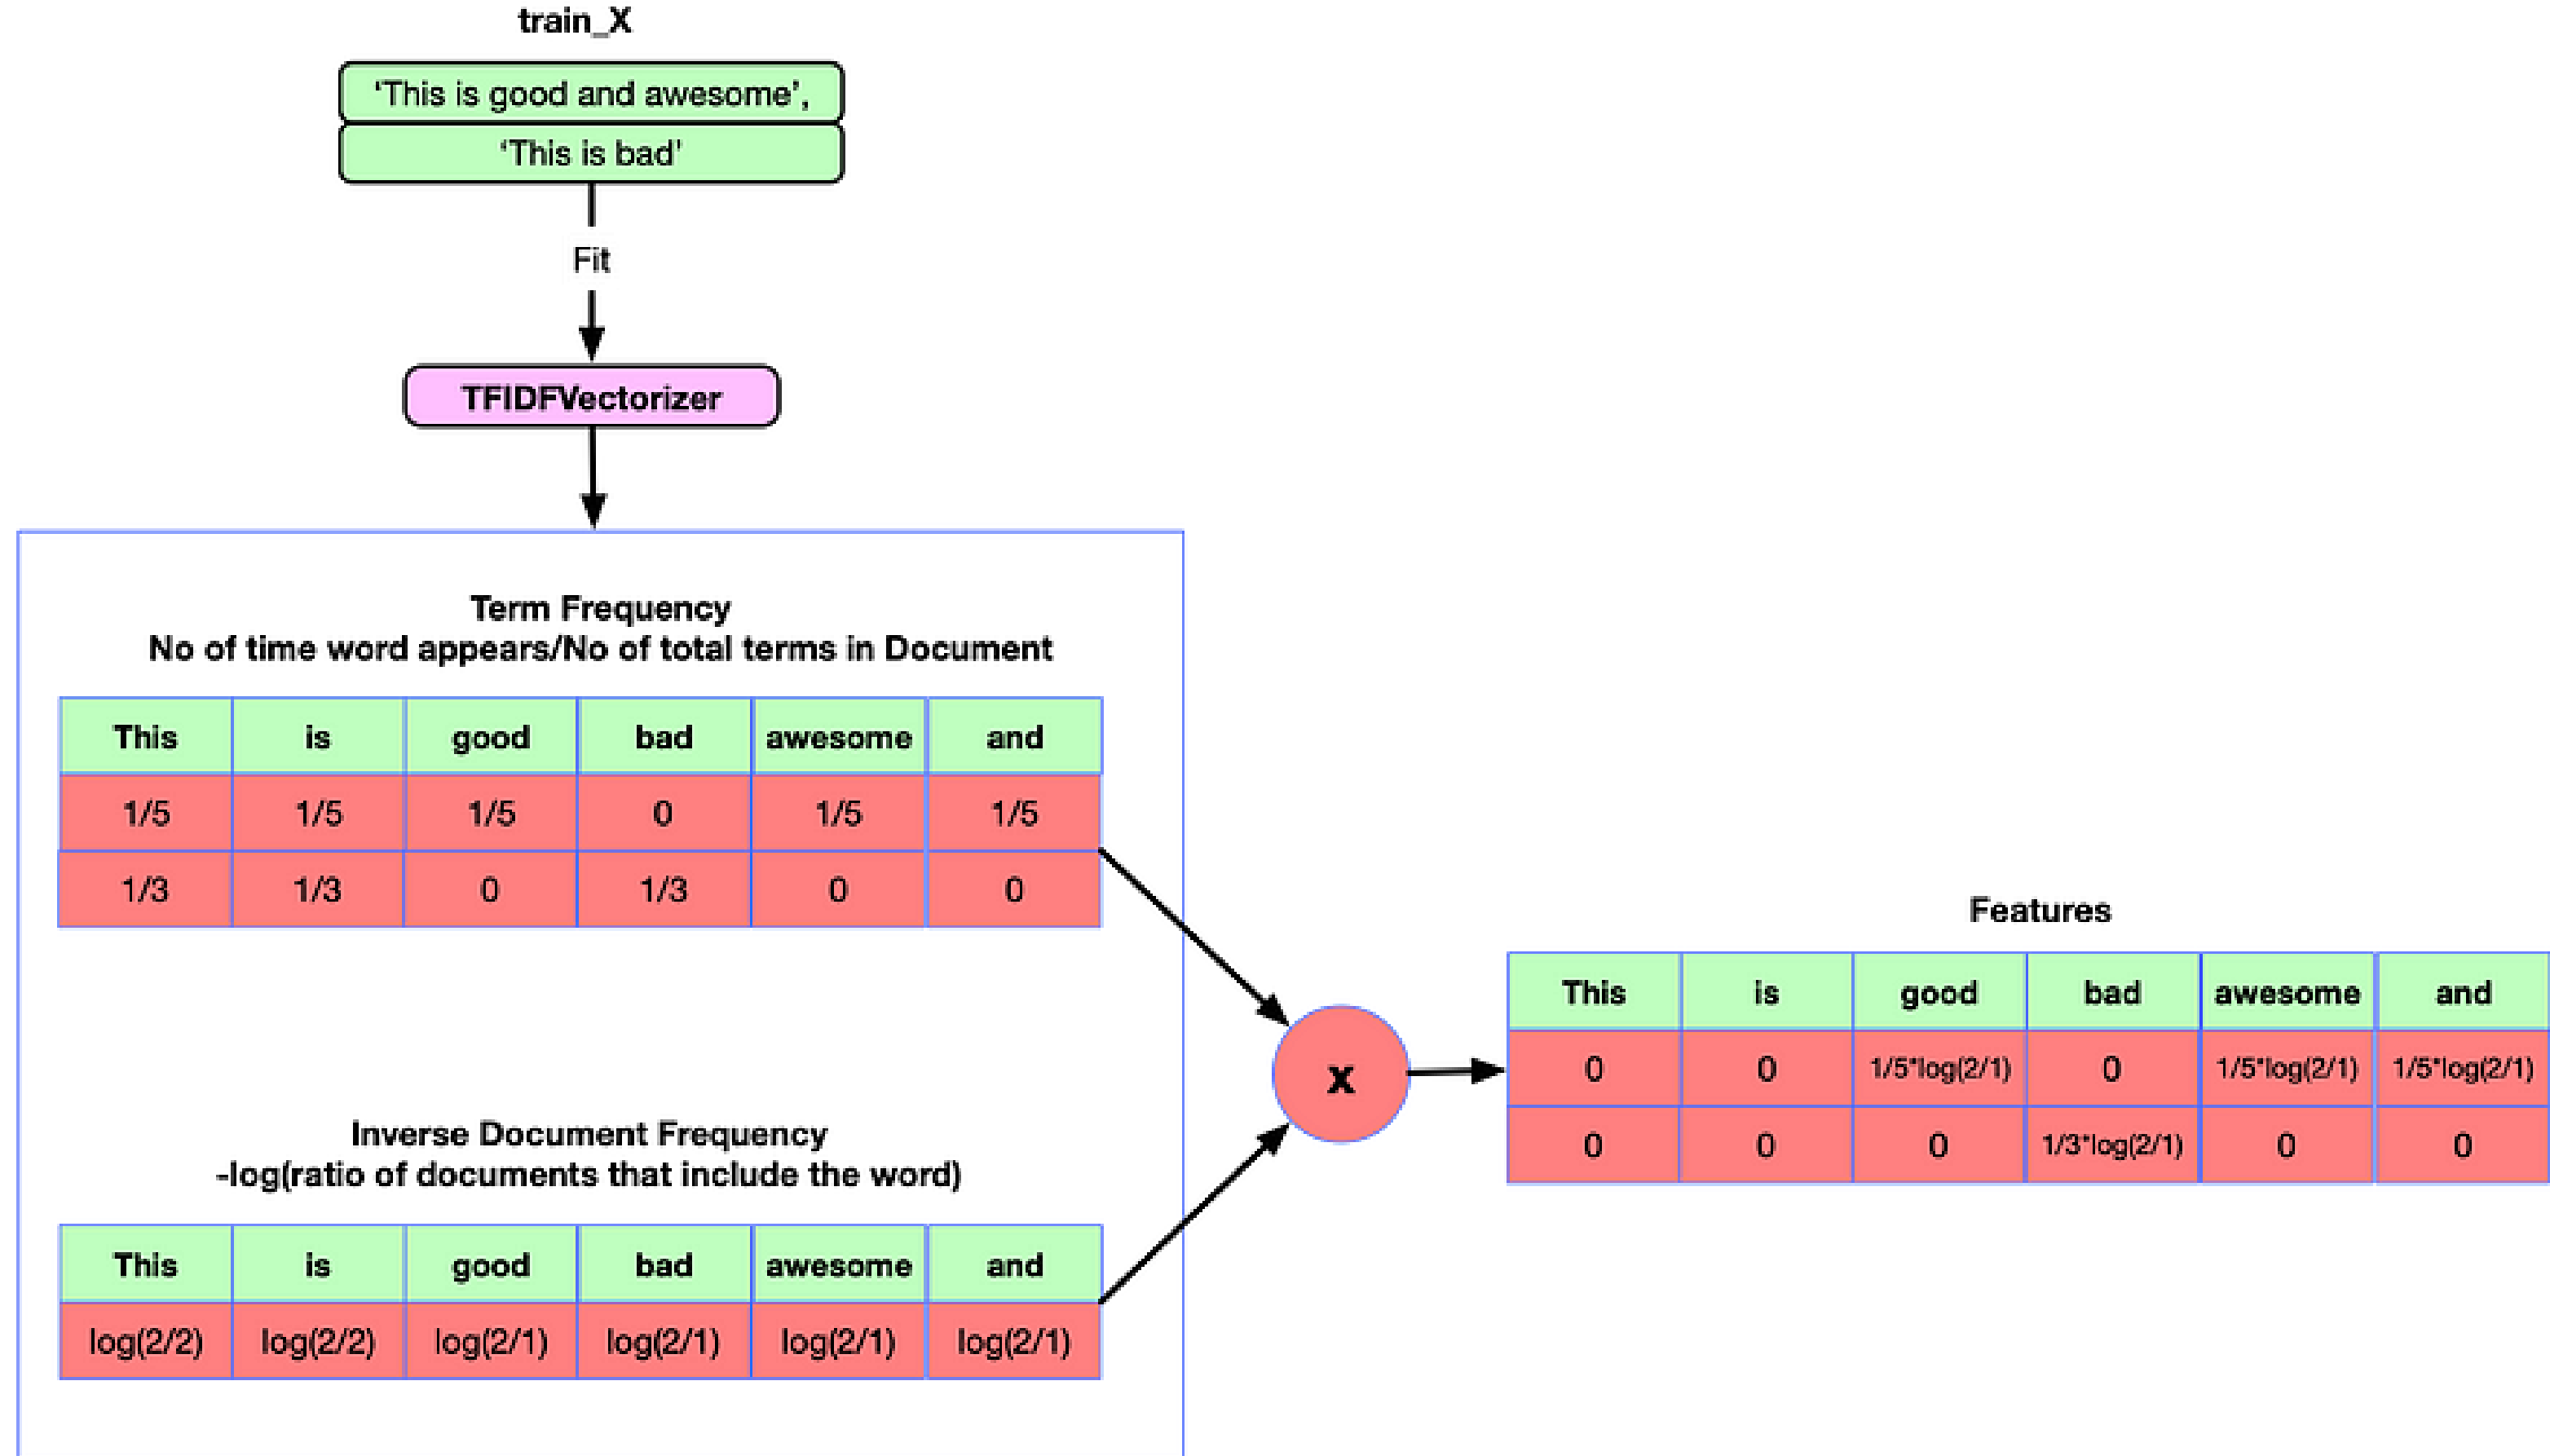 train_X
‘This is good and awesome’,
‘This is bad’
Fit
TFIDFVectorizer
Term Frequency
No of time word appears/No of total terms in Document
This is good bad awesome and
1/5 1/5 1/5 0 1/5 1/5
1/3 1/3 0 1/3 0 0
Inverse Document Frequency
-log(ratio of documents that include the word)
This is good bad awesome and
log(2/2) log(2/2) log(2/1) log(2/1) log(2/1) log(2/1)
x
Features
This is good bad awesome and
0 0 1/5*log(2/1) 0 1/5*log(2/1) 1/5*log(2/1)
0 0 0 1/3*log(2/1) 0 0